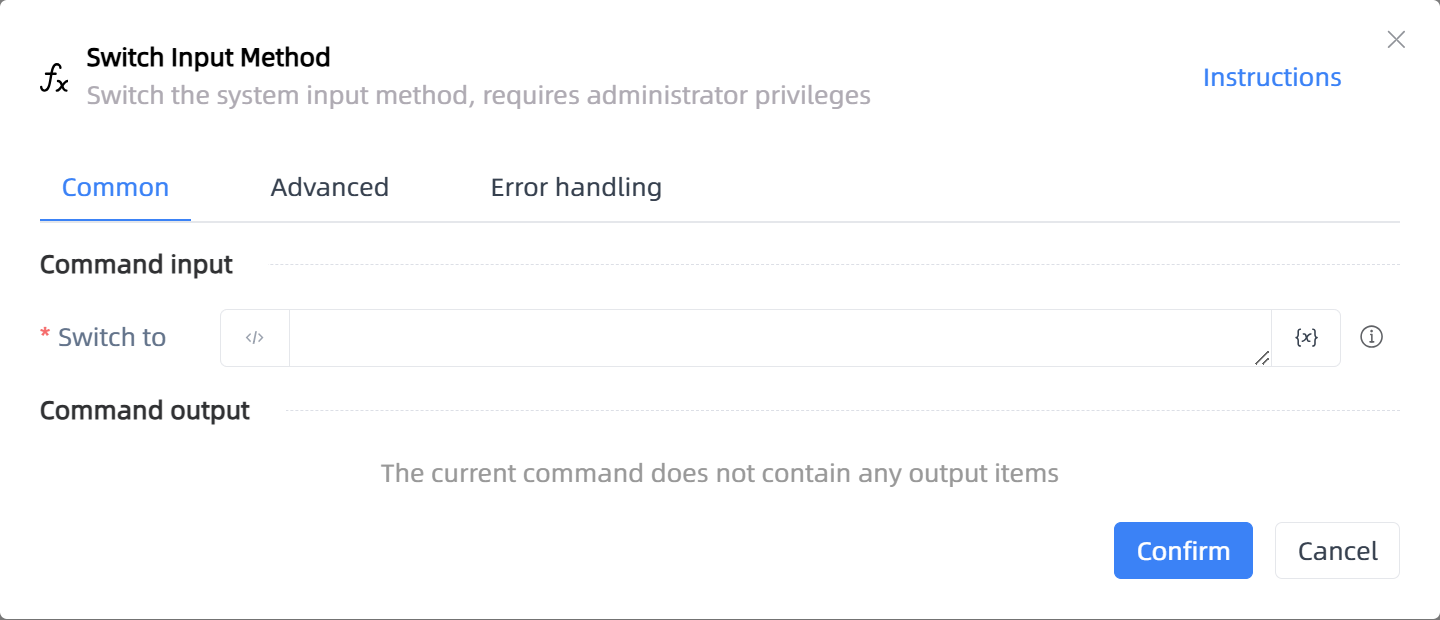 Switch Input Method
Switch the system input method, requires administrator privileges
Instructions
Common
Advanced
Error handling
Command input
* Switch to
</>
{x}
Command output
The current command does not contain any output items
Confirm
Cancel